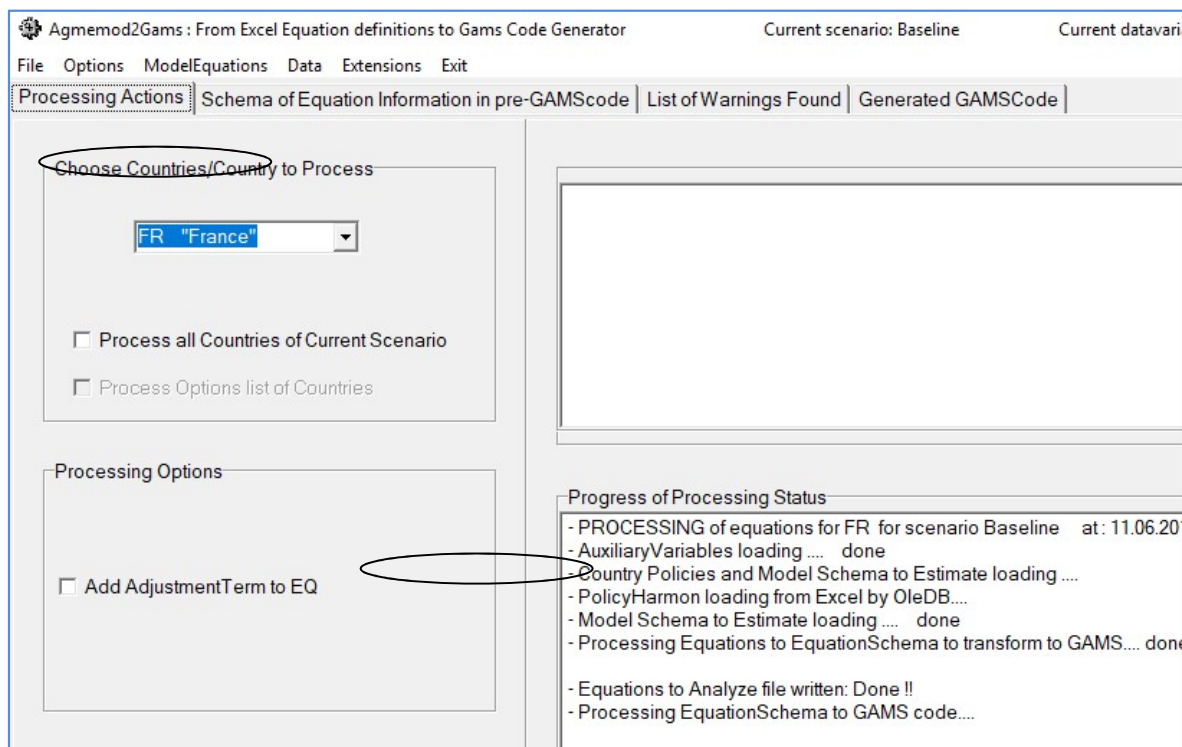 Agmemod2Gams : From Excel Equation definitions to Gams Code Generator Current scenario: Baseline Current datavari
File Options ModelEquations Data Extensions Exit
Processing Actions Schema of Equation Information in pre-GAMScode List of Warnings Found Generated GAMSCode
Choose Countries/Country to Process
FR "France"
Process all Countries of Current Scenario
Process Options list of Countries
Processing Options
Add AdjustmentTerm to EQ
Progress of Processing Status
- PROCESSING of equations for FR for scenario Baseline at : 11.06.201
- AuxiliaryVariables loading .... done
- Country Policies and Model Schema to Estimate loading ....
- PolicyHarmon loading from Excel by OleDB....
- Model Schema to Estimate loading .... done
- Processing Equations to EquationSchema to transform to GAMS.... done
- Equations to Analyze file written: Done !!
- Processing EquationSchema to GAMS code....